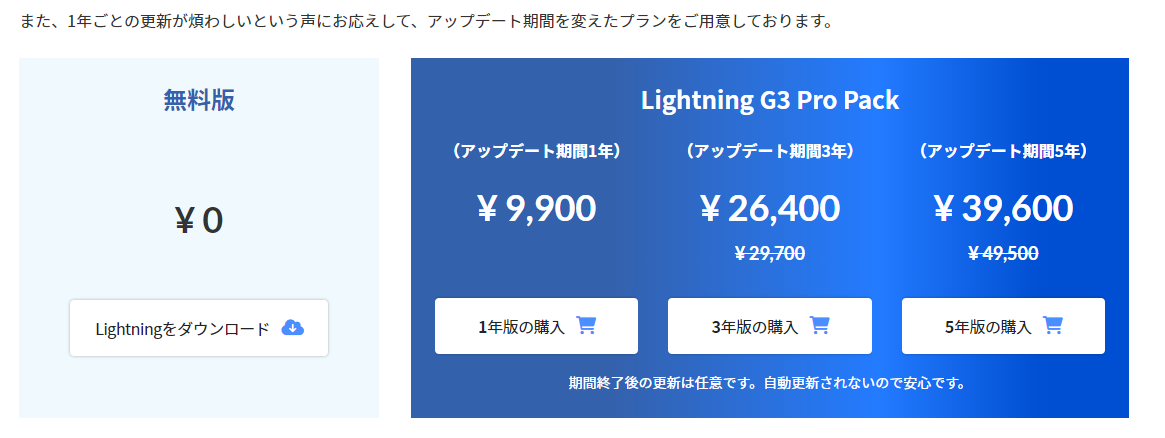 また、1年ごとの更新が煩わしいという声にお応えして、アップデート期間を変えたプランをご用意しております。
無料版
¥ 0
Lightningをダウンロード
Lightning G3 Pro Pack
（アップデート期間1年）
¥ 9,900
1年版の購入
（アップデート期間3年）
¥ 26,400
¥ 29,700
3年版の購入
（アップデート期間5年）
¥ 39,600
¥ 49,500
5年版の購入
期間終了後の更新は任意です。自動更新されないので安心です。